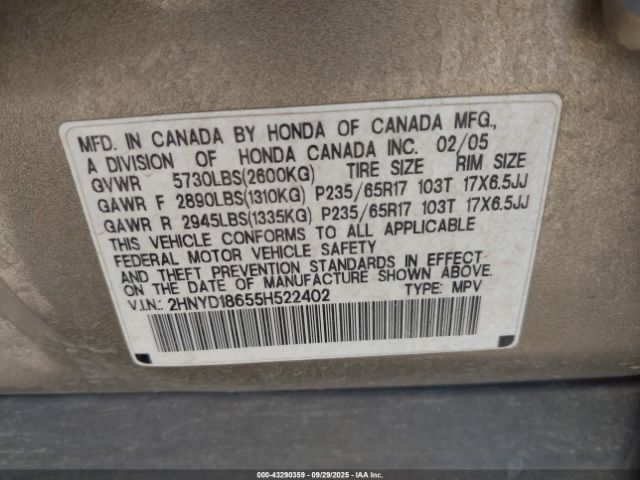 MFD. IN CANADA BY HONDA OF CANADA MFG.,
A DIVISION OF HONDA CANADA INC. 02/05
GVWR 5730LBS(2600KG) TIRE SIZE RIM SIZE
GAWR F 2890LBS(1310KG) P235/65R17 103T 17X6.5JJ
GAWR R 2945LBS(1335KG) P235/65R17 103T 17X6.5JJ
THIS VEHICLE CONFORMS TO ALL APPLICABLE
FEDERAL MOTOR VEHICLE SAFETY
AND THEFT PREVENTION STANDARDS IN EFFECT
ON THE DATE OF MANUFACTURE SHOWN ABOVE.
V.I.N.: 2HNYD18655H522402 TYPE: MPV
000-43290359 - 09/29/2025 - IAA Inc.